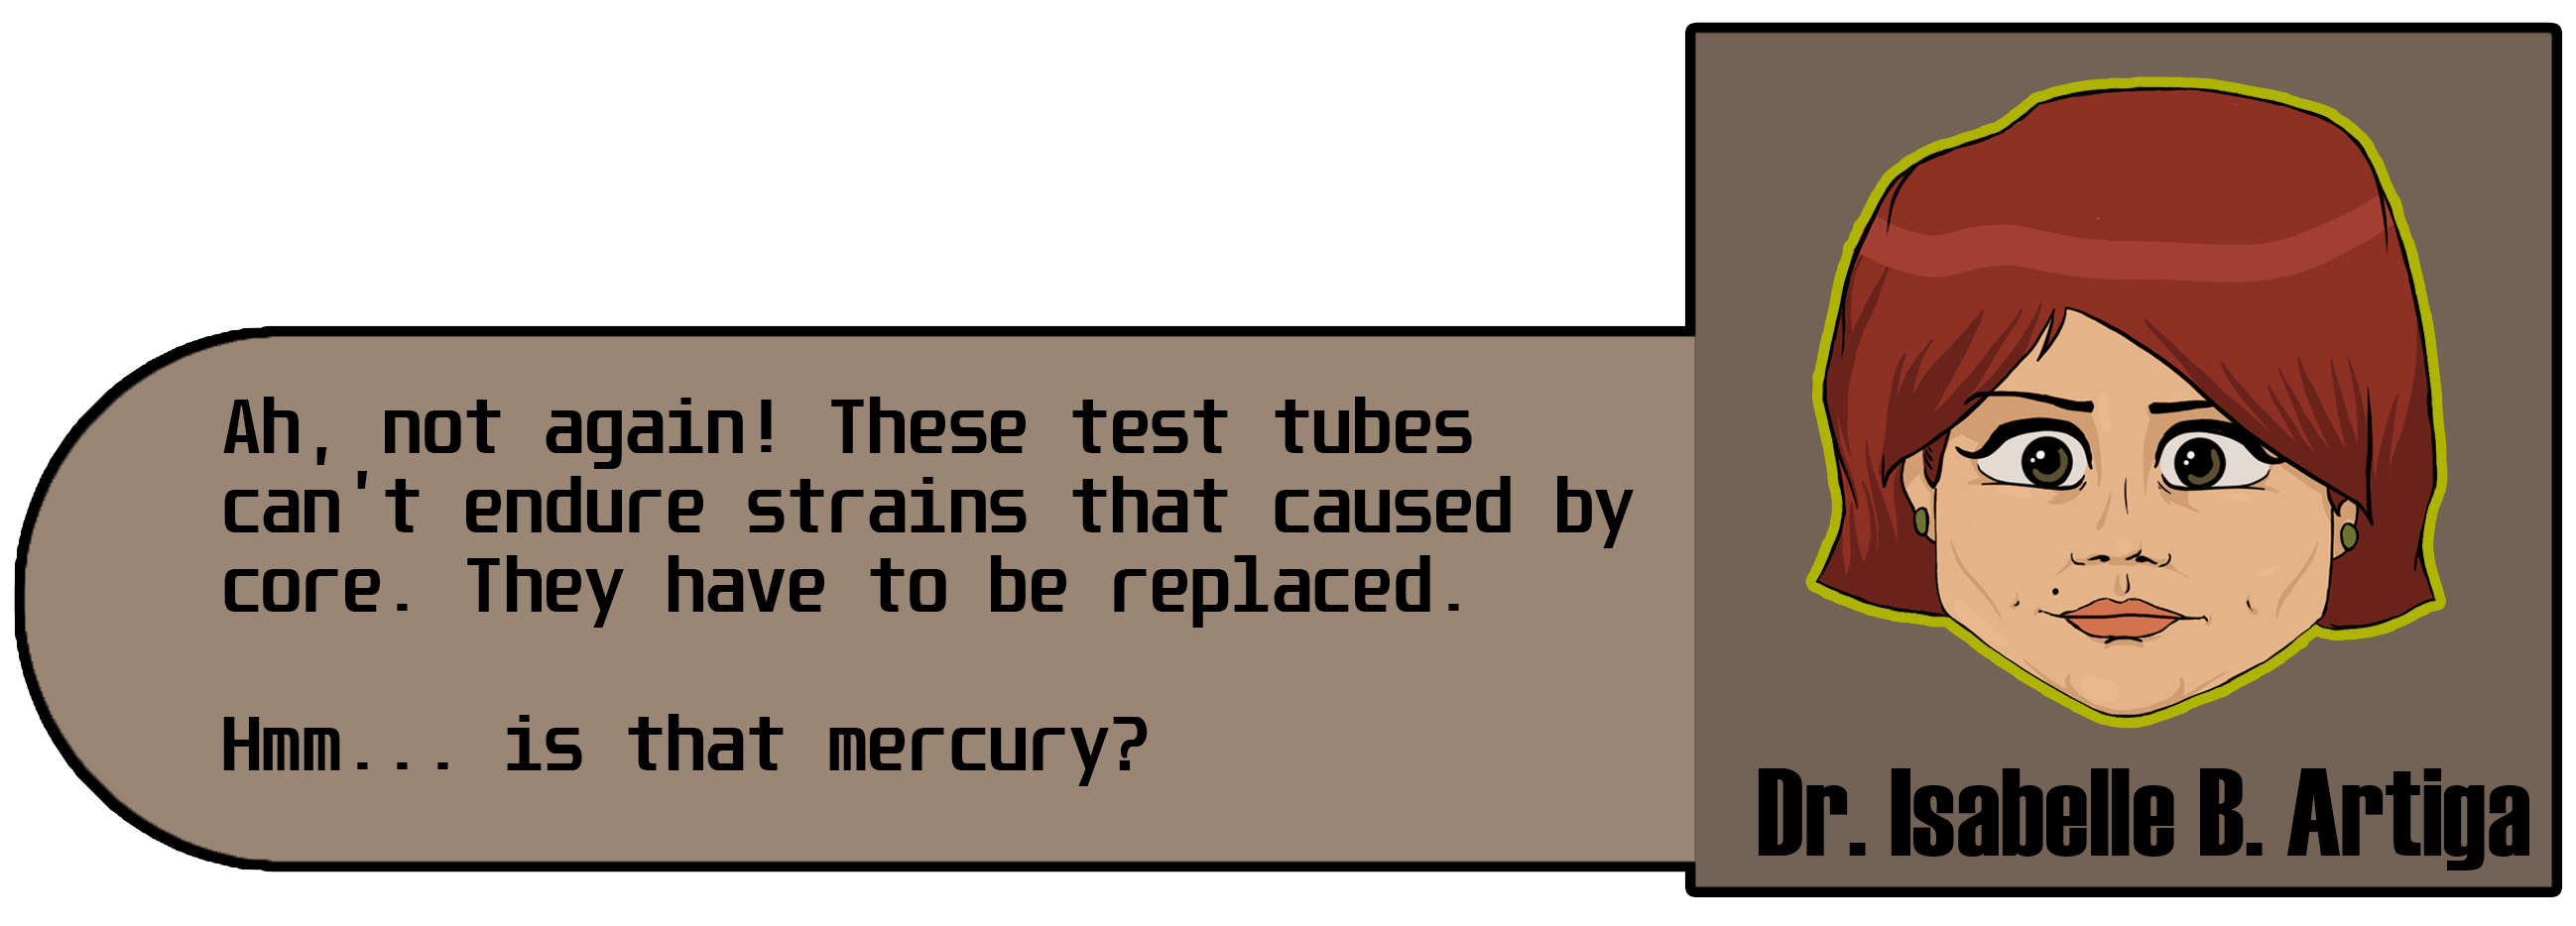 Ah, not again! These test tubes
can't endure strains that caused by
core. They have to be replaced.
Hmm... is that mercury?
Dr. Isabelle B. Artiga